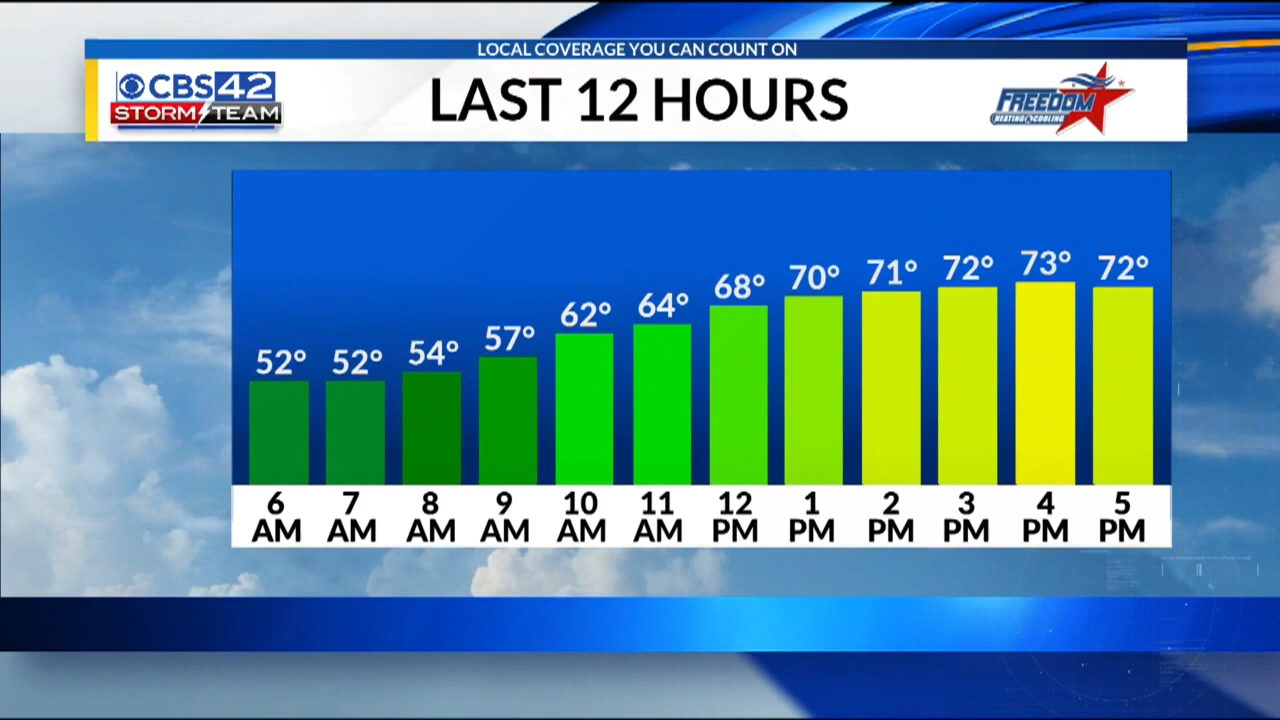 LOCAL COVERAGE YOU CAN COUNT ON
CBS 42
STORM TEAM
LAST 12 HOURS
FREEDOM
HEATING & COOLING
52° 52° 54° 57° 62° 64° 68° 70° 71° 72° 73° 72°
6 7 8 9 10 11 12 1 2 3 4 5
AM AM AM AM AM AM PM PM PM PM PM PM